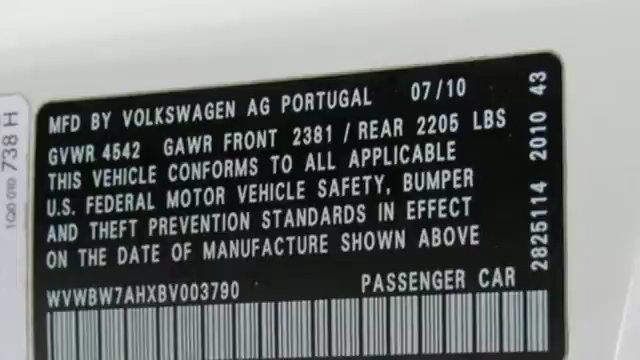 MFD BY VOLKSWAGEN AG PORTUGAL 07/10
GVWR 4542 GAWR FRONT 2381 / REAR 2205 LBS
THIS VEHICLE CONFORMS TO ALL APPLICABLE
U.S. FEDERAL MOTOR VEHICLE SAFETY, BUMPER
AND THEFT PREVENTION STANDARDS IN EFFECT
ON THE DATE OF MANUFACTURE SHOWN ABOVE
WVWBW7AHXBV003790 PASSENGER CAR
2825114 2010 43
1Q0 010 738 H